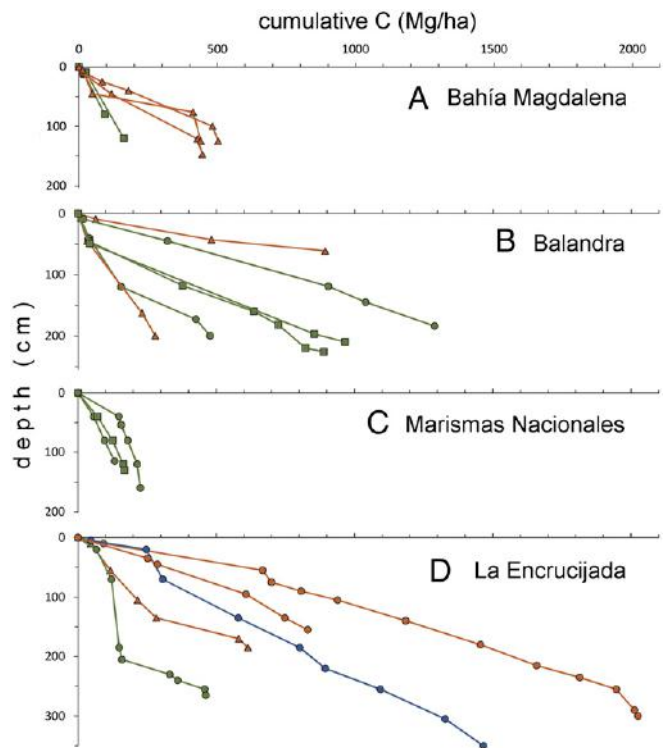 cumulative C (Mg/ha)
0 500 1000 1500 2000
0
100
200
A Bahía Magdalena
0
100
200
B Balandra
0
100
200
C Marismas Nacionales
0
100
200
300
D La Encrucijada
depth (cm)